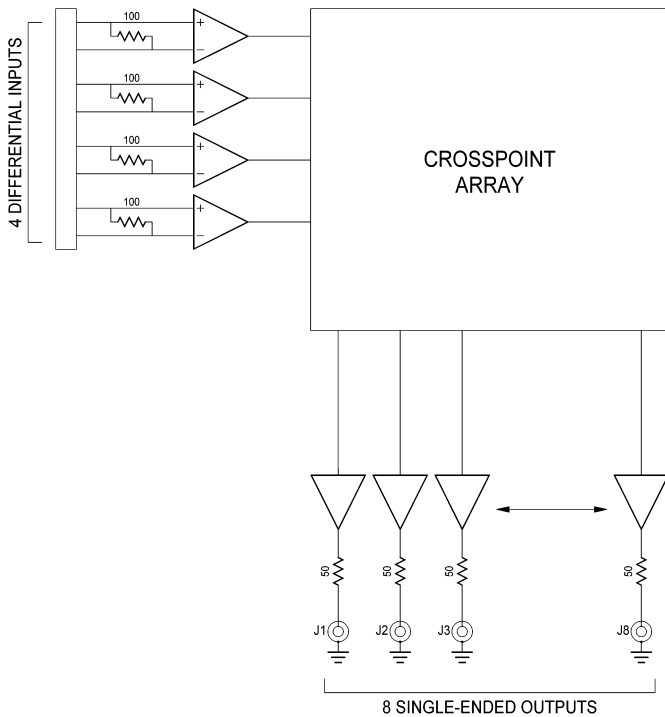 4 DIFFERENTIAL INPUTS
100
+
−
100
+
−
100
+
−
100
+
−
CROSSPOINT
ARRAY
50
50
50
50
J1
J2
J3
J8
8 SINGLE-ENDED OUTPUTS